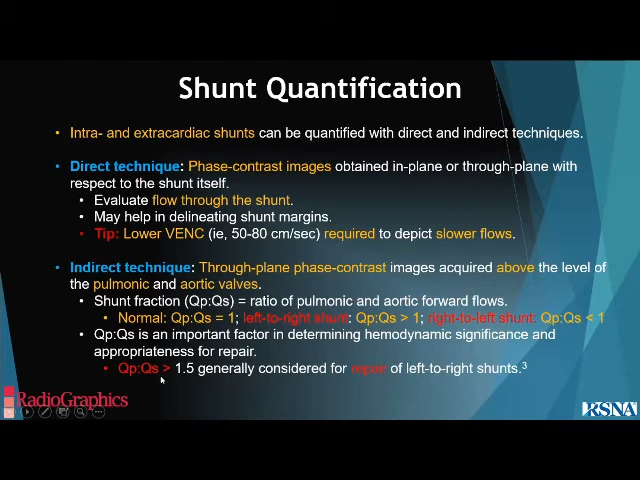 Shunt Quantification
• Intra- and extracardiac shunts can be quantified with direct and indirect techniques.
• Direct technique: Phase-contrast images obtained in-plane or through-plane with
respect to the shunt itself.
• Evaluate flow through the shunt.
• May help in delineating shunt margins.
• Tip: Lower VENC (ie, 50-80 cm/sec) required to depict slower flows.
• Indirect technique: Through-plane phase-contrast images acquired above the level of
the pulmonic and aortic valves.
• Shunt fraction (Qp:Qs) = ratio of pulmonic and aortic forward flows.
• Normal: Qp:Qs = 1; left-to-right shunt: Qp:Qs > 1; right-to-left shunt: Qp:Qs < 1
• Qp:Qs is an important factor in determining hemodynamic significance and
appropriateness for repair.
• Qp:Qs > 1.5 generally considered for repair of left-to-right shunts.³
RadioGraphics
RSNA